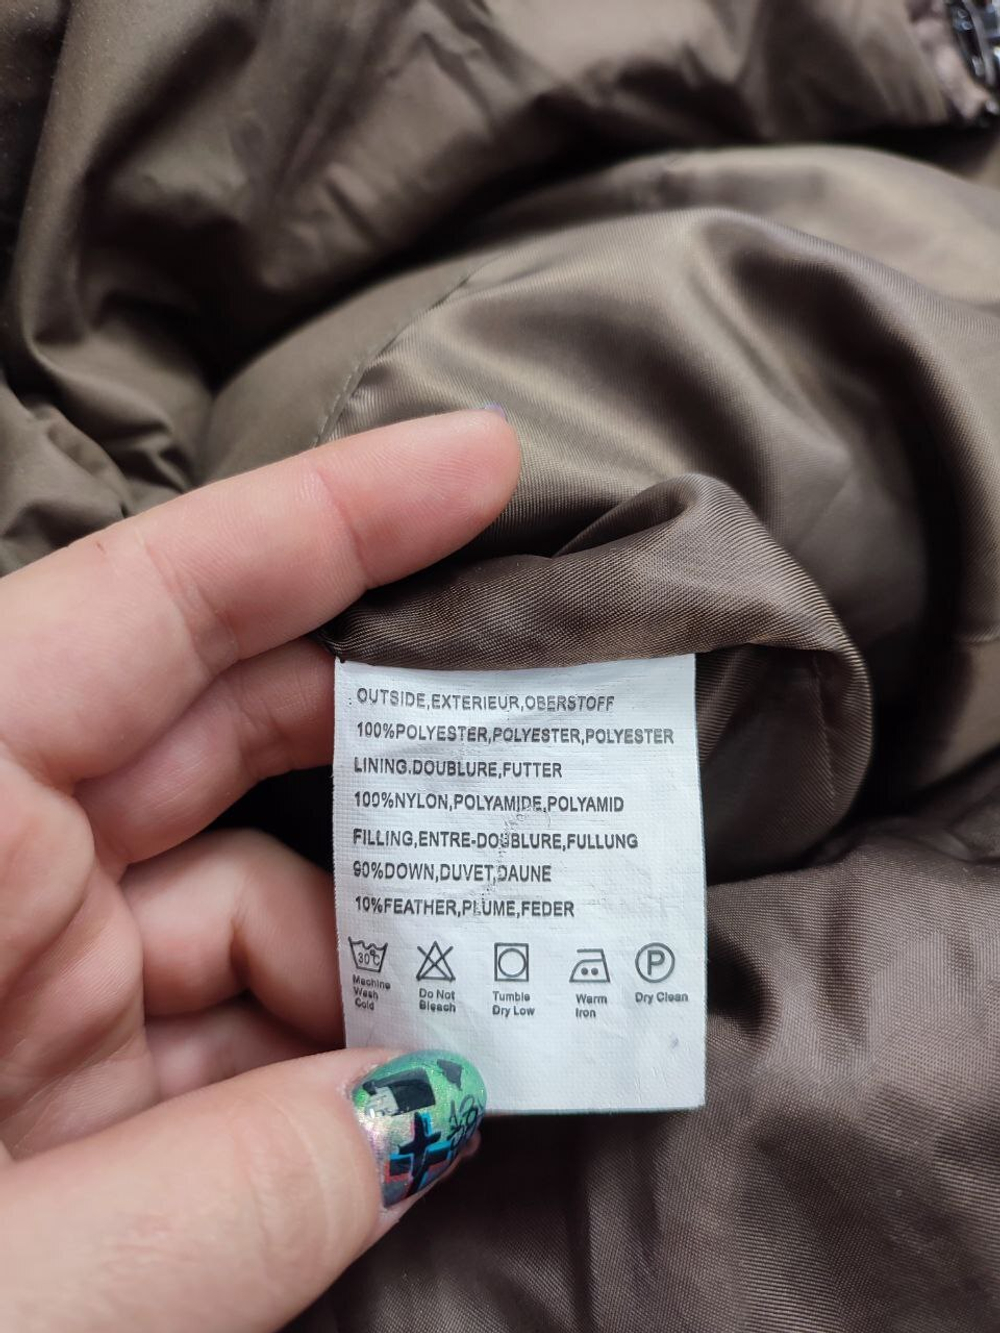 OUTSIDE,EXTERIEUR,OBERSTOFF
100%POLYESTER,POLYESTER,POLYESTER
LINING,DOUBLURE,FUTTER
100%NYLON,POLYAMIDE,POLYAMID
FILLING,ENTRE-DOUBLURE,FULLUNG
90%DOWN,DUVET,DAUNE
10%FEATHER,PLUME,FEDER
30°C
Machine
Wash
Cold
Do Not
Bleach
Tumble
Dry Low
Warm
Iron
P
Dry Clean